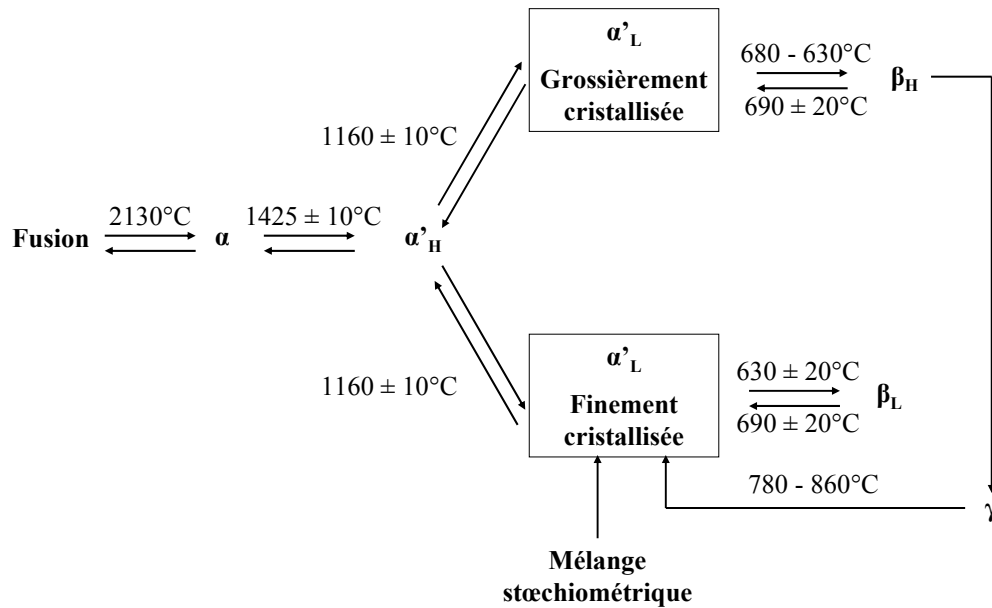 α’L
Grossièrement
cristallisée
680 - 630°C
690 ± 20°C
βH
1160 ± 10°C
Fusion
2130°C
α
1425 ± 10°C
α’H
1160 ± 10°C
α’L
Finement
cristallisée
630 ± 20°C
690 ± 20°C
βL
780 - 860°C
γ
Mélange
stœchiométrique